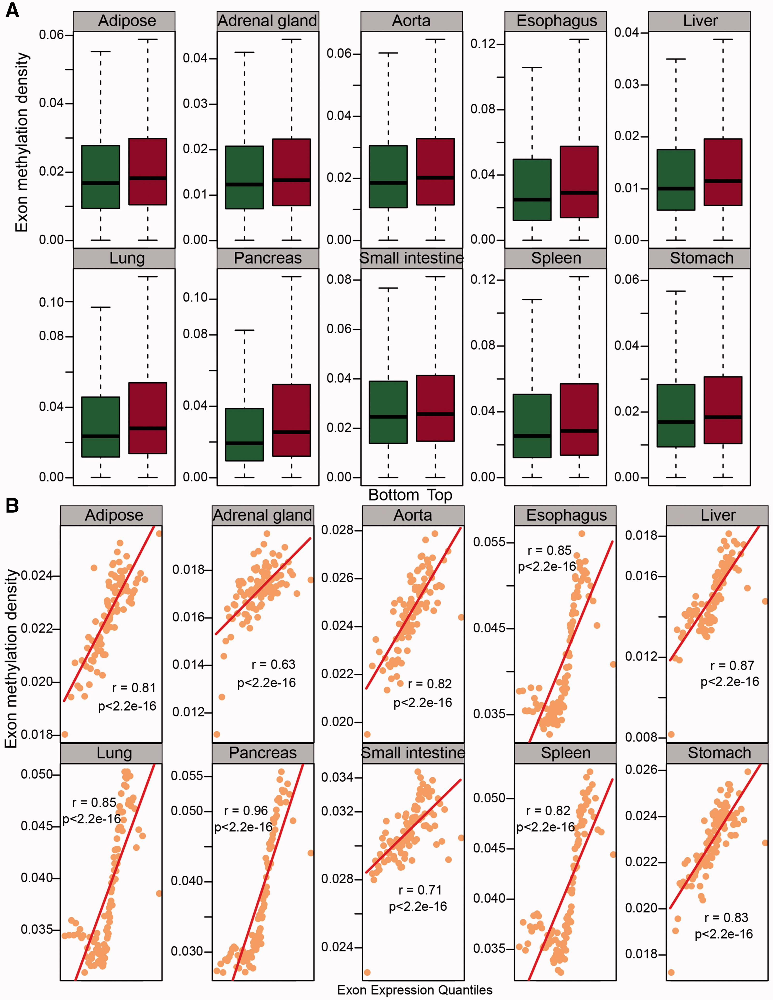 A
Adipose
Adrenal gland
Aorta
Esophagus
Liver
Exon methylation density
0.06
0.04
0.02
0.00
0.04
0.03
0.02
0.01
0.00
0.06
0.04
0.02
0.00
0.12
0.08
0.04
0.00
0.04
0.03
0.02
0.01
0.00
Lung
Pancreas
Small intestine
Spleen
Stomach
0.10
0.08
0.04
0.00
0.10
0.08
0.04
0.00
0.08
0.06
0.04
0.02
0.00
0.12
0.08
0.04
0.00
0.06
0.04
0.02
0.00
Bottom Top
B
Adipose
Adrenal gland
Aorta
Esophagus
Liver
Exon methylation density
0.024
0.022
0.020
0.018
r = 0.81
p<2.2e-16
0.018
0.016
0.014
0.012
r = 0.63
p<2.2e-16
0.028
0.026
0.024
0.022
0.020
r = 0.82
p<2.2e-16
0.055
0.045
0.035
r = 0.85
p<2.2e-16
0.018
0.016
0.012
0.008
r = 0.87
p<2.2e-16
Lung
Pancreas
Small intestine
Spleen
Stomach
0.050
0.045
0.040
0.035
r = 0.85
p<2.2e-16
0.055
0.050
0.040
0.030
r = 0.96
p<2.2e-16
0.034
0.032
0.028
0.024
r = 0.71
p<2.2e-16
0.050
0.045
0.040
0.035
r = 0.82
p<2.2e-16
0.026
0.024
0.022
0.020
0.018
r = 0.83
p<2.2e-16
Exon Expression Quantiles